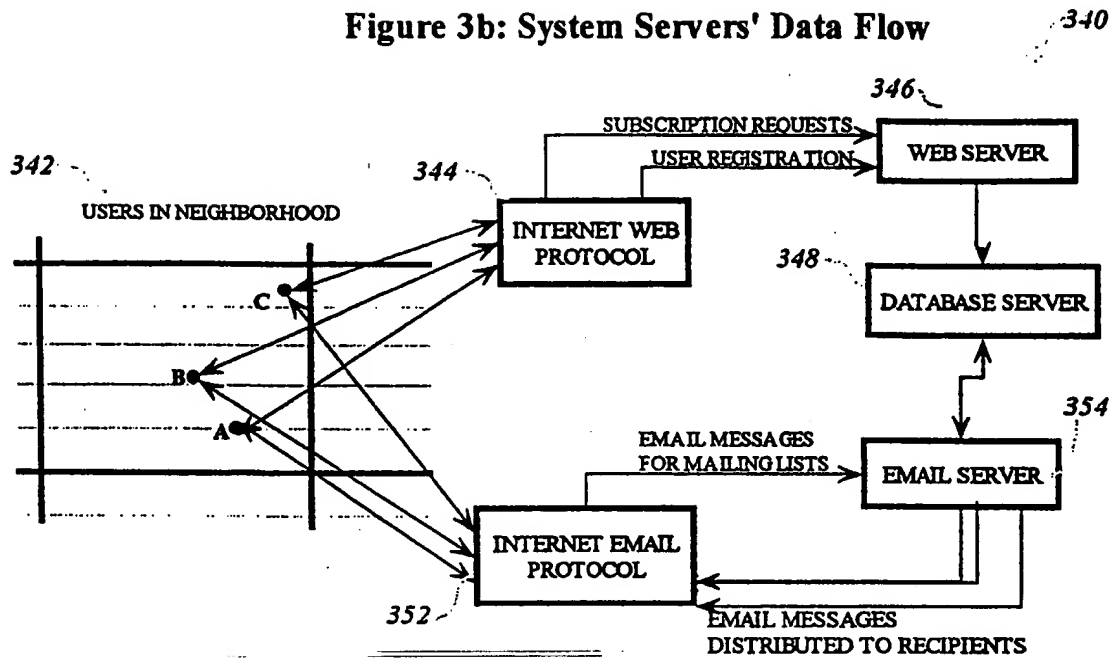 Figure 3b: System Servers' Data Flow
340
346
SUBSCRIPTION REQUESTS
WEB SERVER
USER REGISTRATION
342
344
USERS IN NEIGHBORHOOD
INTERNET WEB
PROTOCOL
348
DATABASE SERVER
C
B
A
354
EMAIL MESSAGES
FOR MAILING LISTS
EMAIL SERVER
INTERNET EMAIL
PROTOCOL
352
EMAIL MESSAGES
DISTRIBUTED TO RECIPIENTS